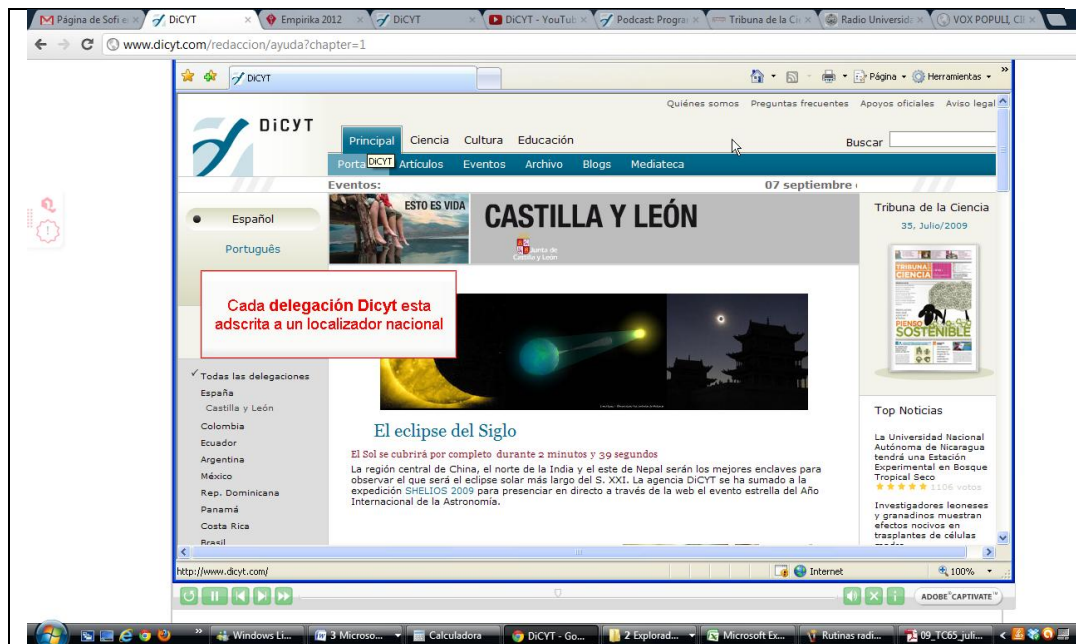 Página de Sofi e
DiCYT
Empirika 2012
DiCYT
DiCYT - YouTub
Podcast: Progra
Tribuna de la Ci
Radio Universid
VOX POPULI, CI
www.dicyt.com/redaccion/ayuda?chapter=1
DiCYT
Página
Herramientas
Quiénes somos Preguntas frecuentes Apoyos oficiales Aviso legal
DiCYT
Principal Ciencia Cultura Educación
Buscar
Porta DiCYT Artículos Eventos Archivo Blogs Mediateca
Eventos:
07 septiembre
Español
Português
ESTO ES VIDA
CASTILLA Y LEÓN
Junta de
Castilla y León
Tribuna de la Ciencia
35, Julio/2009
TRIBUNA
CIENCIA
PIENSO
SOSTENIBLE
Cada delegación Dicyt esta
adscrita a un localizador nacional
Todas las delegaciones
España
Castilla y León
Colombia
Ecuador
Argentina
México
Rep. Dominicana
Panamá
Costa Rica
Brasil
El eclipse del Siglo
El Sol se cubrirá por completo durante 2 minutos y 39 segundos
La región central de China, el norte de la India y el este de Nepal serán los mejores enclaves para
observar el que será el eclipse solar más largo del S. XXI. La agencia DiCYT se ha sumado a la
expedición SHELIOS 2009 para presenciar en directo a través de la web el evento estrella del Año
Internacional de la Astronomía.
Top Noticias
La Universidad Nacional
Autónoma de Nicaragua
tendrá una Estación
Experimental en Bosque
Tropical Seco
1106 votos
Investigadores leoneses
y granadinos muestran
efectos nocivos en
trasplantes de células
madre
http://www.dicyt.com/
Internet
100%
ADOBE CAPTIVATE™
Windows Li...
3 Microso...
Calculadora
DiCYT - Go...
2 Explorad...
Microsoft Ex...
Rutinas radi...
09_TC65_juli...